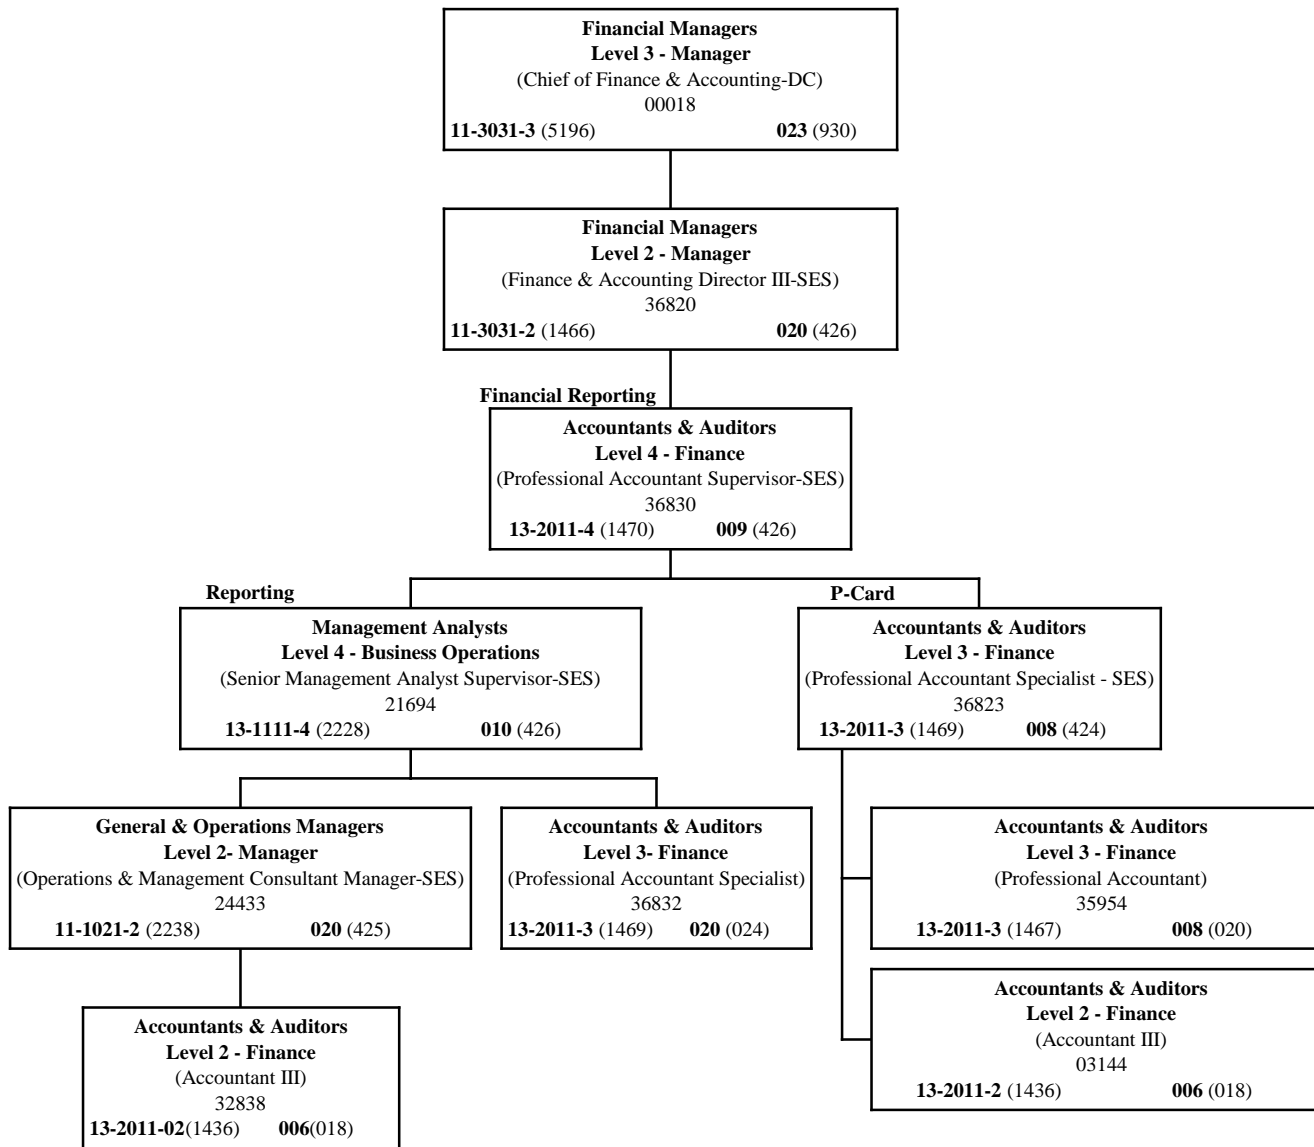 Financial Managers
Level 3 - Manager
(Chief of Finance & Accounting-DC)
00018
11-3031-3 (5196) 023 (930)
Financial Managers
Level 2 - Manager
(Finance & Accounting Director III-SES)
36820
11-3031-2 (1466) 020 (426)
Financial Reporting
Accountants & Auditors
Level 4 - Finance
(Professional Accountant Supervisor-SES)
36830
13-2011-4 (1470) 009 (426)
Reporting
Management Analysts
Level 4 - Business Operations
(Senior Management Analyst Supervisor-SES)
21694
13-1111-4 (2228) 010 (426)
P-Card
Accountants & Auditors
Level 3 - Finance
(Professional Accountant Specialist - SES)
36823
13-2011-3 (1469) 008 (424)
General & Operations Managers
Level 2- Manager
(Operations & Management Consultant Manager-SES)
24433
11-1021-2 (2238) 020 (425)
Accountants & Auditors
Level 3- Finance
(Professional Accountant Specialist)
36832
13-2011-3 (1469) 020 (024)
Accountants & Auditors
Level 3 - Finance
(Professional Accountant)
35954
13-2011-3 (1467) 008 (020)
Accountants & Auditors
Level 2 - Finance
(Accountant III)
03144
13-2011-2 (1436) 006 (018)
Accountants & Auditors
Level 2 - Finance
(Accountant III)
32838
13-2011-02(1436) 006(018)